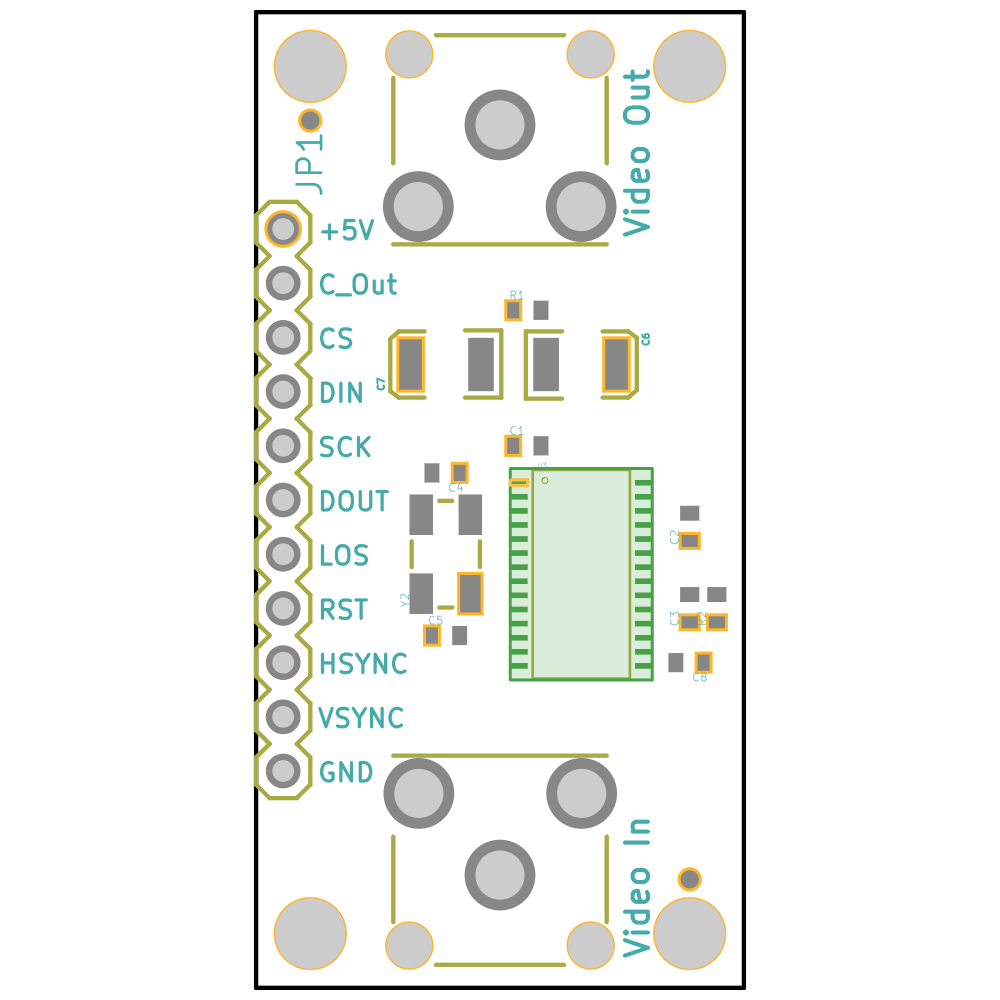 Video Out
JP1
+5V
C_Out
R1
CS
C6
C7
DIN
C1
SCK
C4
DOUT
C2
LOS
Y2
RST
C5
C3
R2
HSYNC
C8
VSYNC
GND
Video In